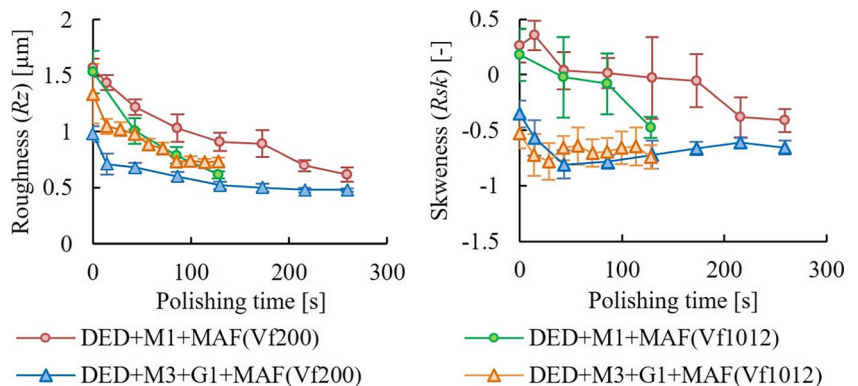 2
1.5
1
0.5
0
0
100
200
300
Roughness (Rz) [µm]
Polishing time [s]
0.5
0
-0.5
-1
-1.5
0
100
200
300
Skweness (Rsk) [-]
Polishing time [s]
DED+M1+MAF(Vf200)
DED+M1+MAF(Vf1012)
DED+M3+G1+MAF(Vf200)
DED+M3+G1+MAF(Vf1012)